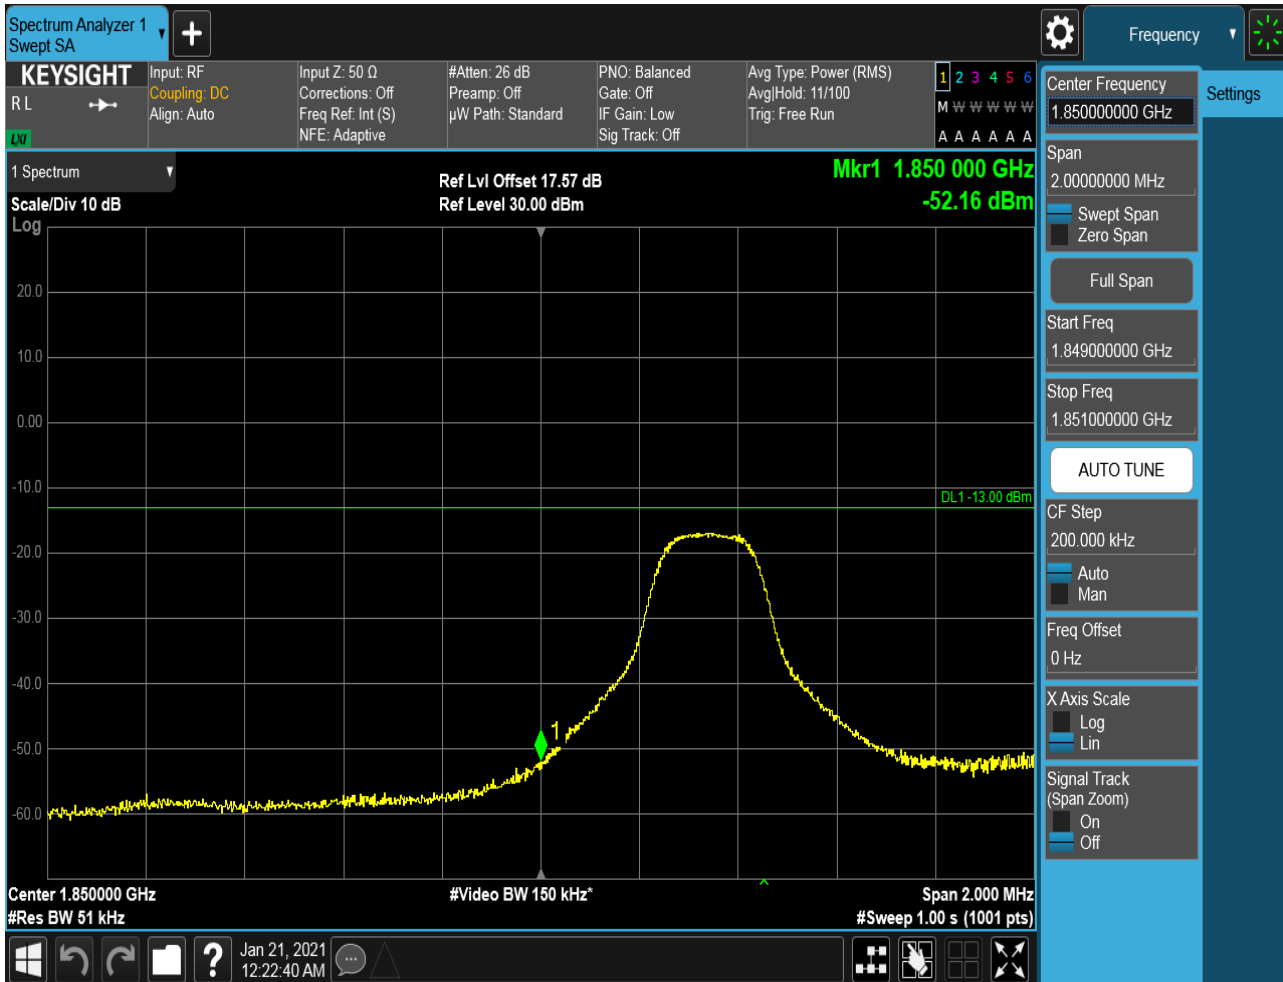 Spectrum Analyzer 1
Swept SA
Frequency
KEYSIGHT
R L
LXI
Input: RF
Coupling: DC
Align: Auto
Input Z: 50 Ω
Corrections: Off
Freq Ref: Int (S)
NFE: Adaptive
#Atten: 26 dB
Preamp: Off
µW Path: Standard
PNO: Balanced
Gate: Off
IF Gain: Low
Sig Track: Off
Avg Type: Power (RMS)
Avg|Hold: 11/100
Trig: Free Run
1 2 3 4 5 6
M W W W W W
A A A A A A
1 Spectrum
Scale/Div 10 dB
Log
Ref Lvl Offset 17.57 dB
Ref Level 30.00 dBm
Mkr1 1.850 000 GHz
-52.16 dBm
20.0
10.0
0.00
-10.0
DL1 -13.00 dBm
-20.0
-30.0
-40.0
1
-50.0
-60.0
Center 1.850000 GHz
#Video BW 150 kHz*
Span 2.000 MHz
#Res BW 51 kHz
#Sweep 1.00 s (1001 pts)
?
Jan 21, 2021
12:22:40 AM
Center Frequency
1.850000000 GHz
Settings
Span
2.00000000 MHz
Swept Span
Zero Span
Full Span
Start Freq
1.849000000 GHz
Stop Freq
1.851000000 GHz
AUTO TUNE
CF Step
200.000 kHz
Auto
Man
Freq Offset
0 Hz
X Axis Scale
Log
Lin
Signal Track
(Span Zoom)
On
Off